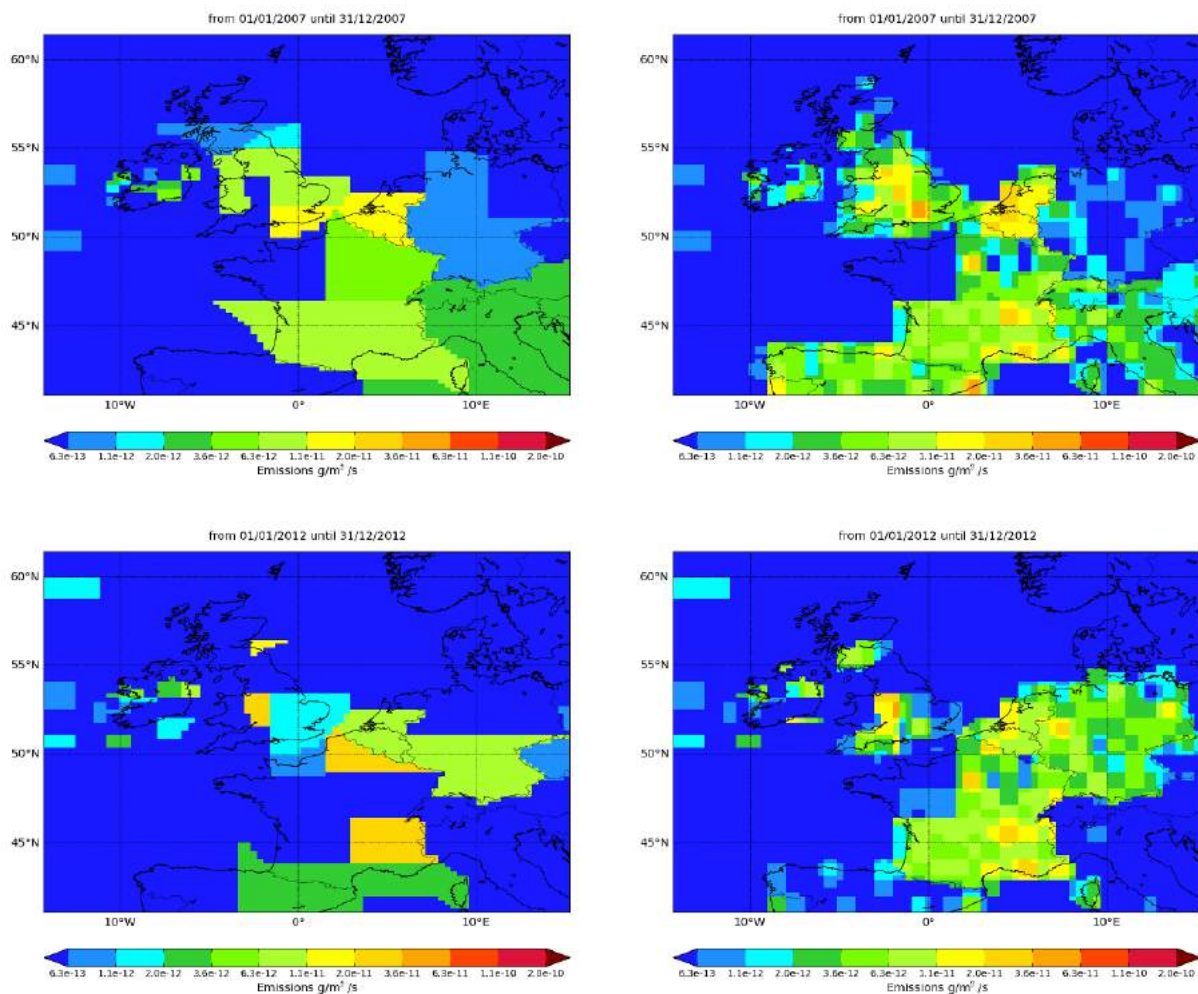 from 01/01/2007 until 31/12/2007
60°N
55°N
50°N
45°N
10°W 0° 10°E
6.3e-13 1.1e-12 2.0e-12 3.6e-12 6.3e-12 1.1e-11 2.0e-11 3.6e-11 6.3e-11 1.1e-10 2.0e-10
Emissions g/m²/s
from 01/01/2007 until 31/12/2007
60°N
55°N
50°N
45°N
10°W 0° 10°E
6.3e-13 1.1e-12 2.0e-12 3.6e-12 6.3e-12 1.1e-11 2.0e-11 3.6e-11 6.3e-11 1.1e-10 2.0e-10
Emissions g/m²/s
from 01/01/2012 until 31/12/2012
60°N
55°N
50°N
45°N
10°W 0° 10°E
6.3e-13 1.1e-12 2.0e-12 3.6e-12 6.3e-12 1.1e-11 2.0e-11 3.6e-11 6.3e-11 1.1e-10 2.0e-10
Emissions g/m²/s
from 01/01/2012 until 31/12/2012
60°N
55°N
50°N
45°N
10°W 0° 10°E
6.3e-13 1.1e-12 2.0e-12 3.6e-12 6.3e-12 1.1e-11 2.0e-11 3.6e-11 6.3e-11 1.1e-10 2.0e-10
Emissions g/m²/s